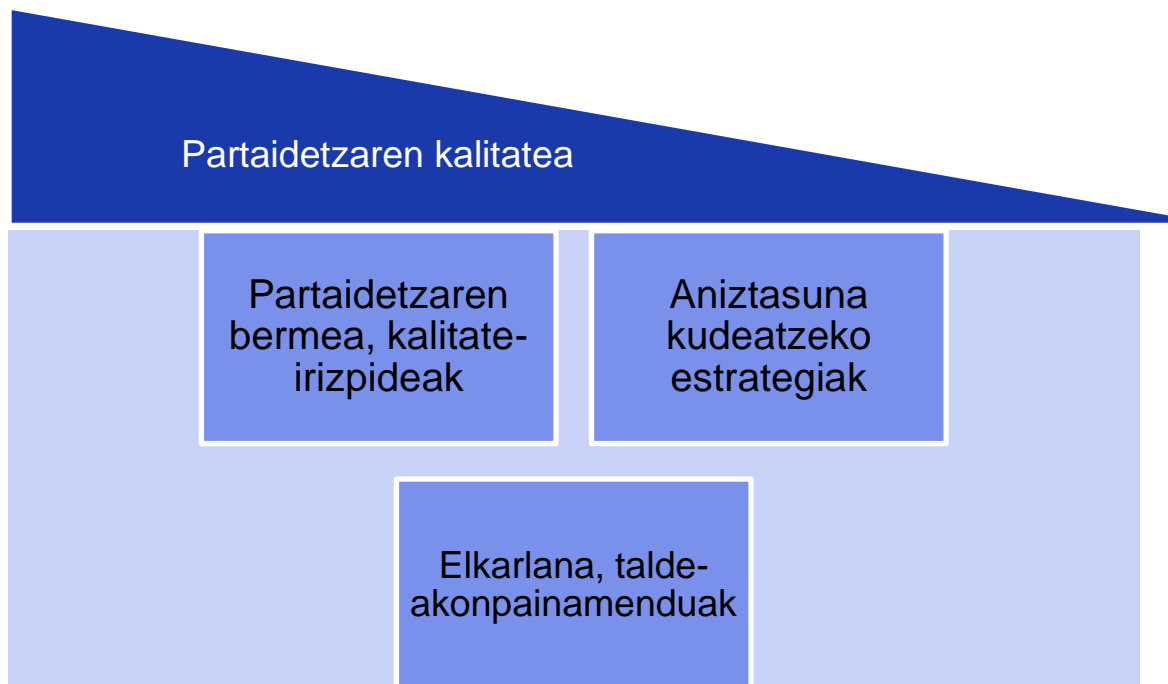 Partaidetzaren kalitatea
Partaidetzaren
bermea, kalitate-
irizpideak
Aniztasuna
kudeatzeko
estrategiak
Elkarlana, talde-
akonpainamenduak